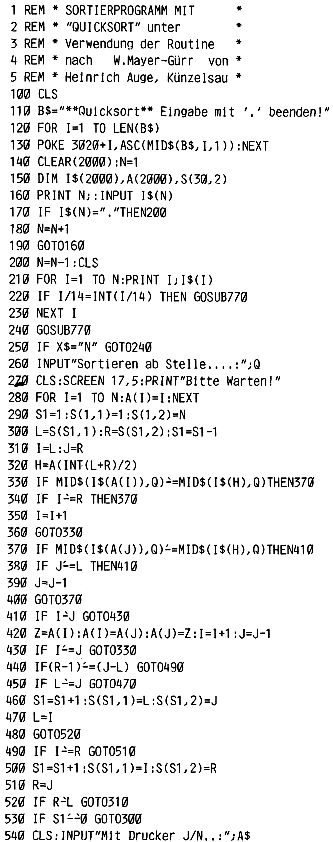 1 REM * SORTIERPROGRAMM MIT *
2 REM * "QUICKSORT" unter *
3 REM * Verwendung der Routine *
4 REM * nach W.Mayer-Gürr von *
5 REM * Heinrich Auge, Künzelsau *
100 CLS
110 B$="**Quicksort** Eingabe mit '.' beenden!"
120 FOR I=1 TO LEN(B$)
130 POKE 3020+I,ASC(MID$(B$,I,1)):NEXT
140 CLEAR(2000):N=1
150 DIM I$(2000),A(2000),S(30,2)
160 PRINT N;:INPUT I$(N)
170 IF I$(N)="."THEN200
180 N=N+1
190 GOTO160
200 N=N-1:CLS
210 FOR I=1 TO N:PRINT I;I$(I)
220 IF I/14=INT(I/14) THEN GOSUB770
230 NEXT I
240 GOSUB770
250 IF X$="N" GOTO240
260 INPUT"Sortieren ab Stelle....:";Q
270 CLS:SCREEN 17,5:PRINT"Bitte Warten!"
280 FOR I=1 TO N:A(I)=I:NEXT
290 S1=1:S(1,1)=1:S(1,2)=N
300 L=S(S1,1):R=S(S1,2):S1=S1-1
310 I=L:J=R
320 H=A(INT(L+R)/2)
330 IF MID$(I$(A(I)),Q)^=MID$(I$(H),Q)THEN370
340 IF I^=R THEN370
350 I=I+1
360 GOTO330
370 IF MID$(I$(A(J)),Q)^=MID$(I$(H),Q)THEN410
380 IF J^=L THEN410
390 J=J-1
400 GOTO370
410 IF I-J GOTO430
420 Z=A(I):A(I)=A(J):A(J)=Z:I=I+1:J=J-1
430 IF I^=J GOTO330
440 IF(R-1)^=(J-L) GOTO490
450 IF L^=J GOTO470
460 S1=S1+1:S(S1,1)=L:S(S1,2)=J
470 L=I
480 GOTO520
490 IF I^=R GOTO510
500 S1=S1+1:S(S1,1)=I:S(S1,2)=R
510 R=J
520 IF R-L GOTO310
530 IF S1--0 GOTO300
540 CLS:INPUT"Mit Drucker J/N..:";A$